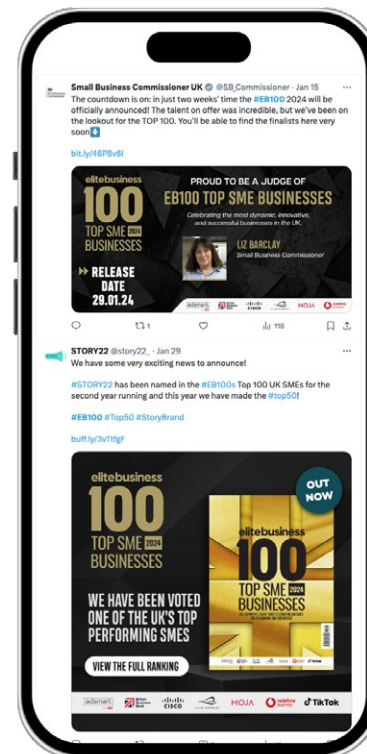 Small Business Commissioner UK @SB_Commissioner · Jan 15
The countdown is on: in just two weeks' time the #EB100 2024 will be
officially announced! The talent on offer was incredible, but we've been on
the lookout for the TOP 100. You'll be able to find the finalists here very
soon
bit.ly/46P8v6I
elitebusiness
100
TOP SME 2024
BUSINESSES
RELEASE
DATE
29.01.24
PROUD TO BE A JUDGE OF
EB100 TOP SME BUSINESSES
Celebrating the most dynamic, innovative,
and successful businesses in the UK.
LIZ BARCLAY
Small Business Commissioner
adsmart
CISCO
MOJA
vodafone
1
118
STORY22 @story22_ · Jan 29
We have some very exciting news to announce!
#STORY22 has been named in the #EB100s Top 100 UK SMEs for the
second year running and this year we have made the #top50!
#EB100 #Top50 #StoryBrand
buff.ly/3vTtfgF
elitebusiness
100
TOP SME 2024
BUSINESSES
WE HAVE BEEN VOTED
ONE OF THE UK'S TOP
PERFORMING SMES
VIEW THE FULL RANKING
OUT
NOW
elitebusiness
100
TOP SME 2024
BUSINESSES
adsmart
British
Business
Bank
CISCO
MOJA
vodafone
business
TikTok